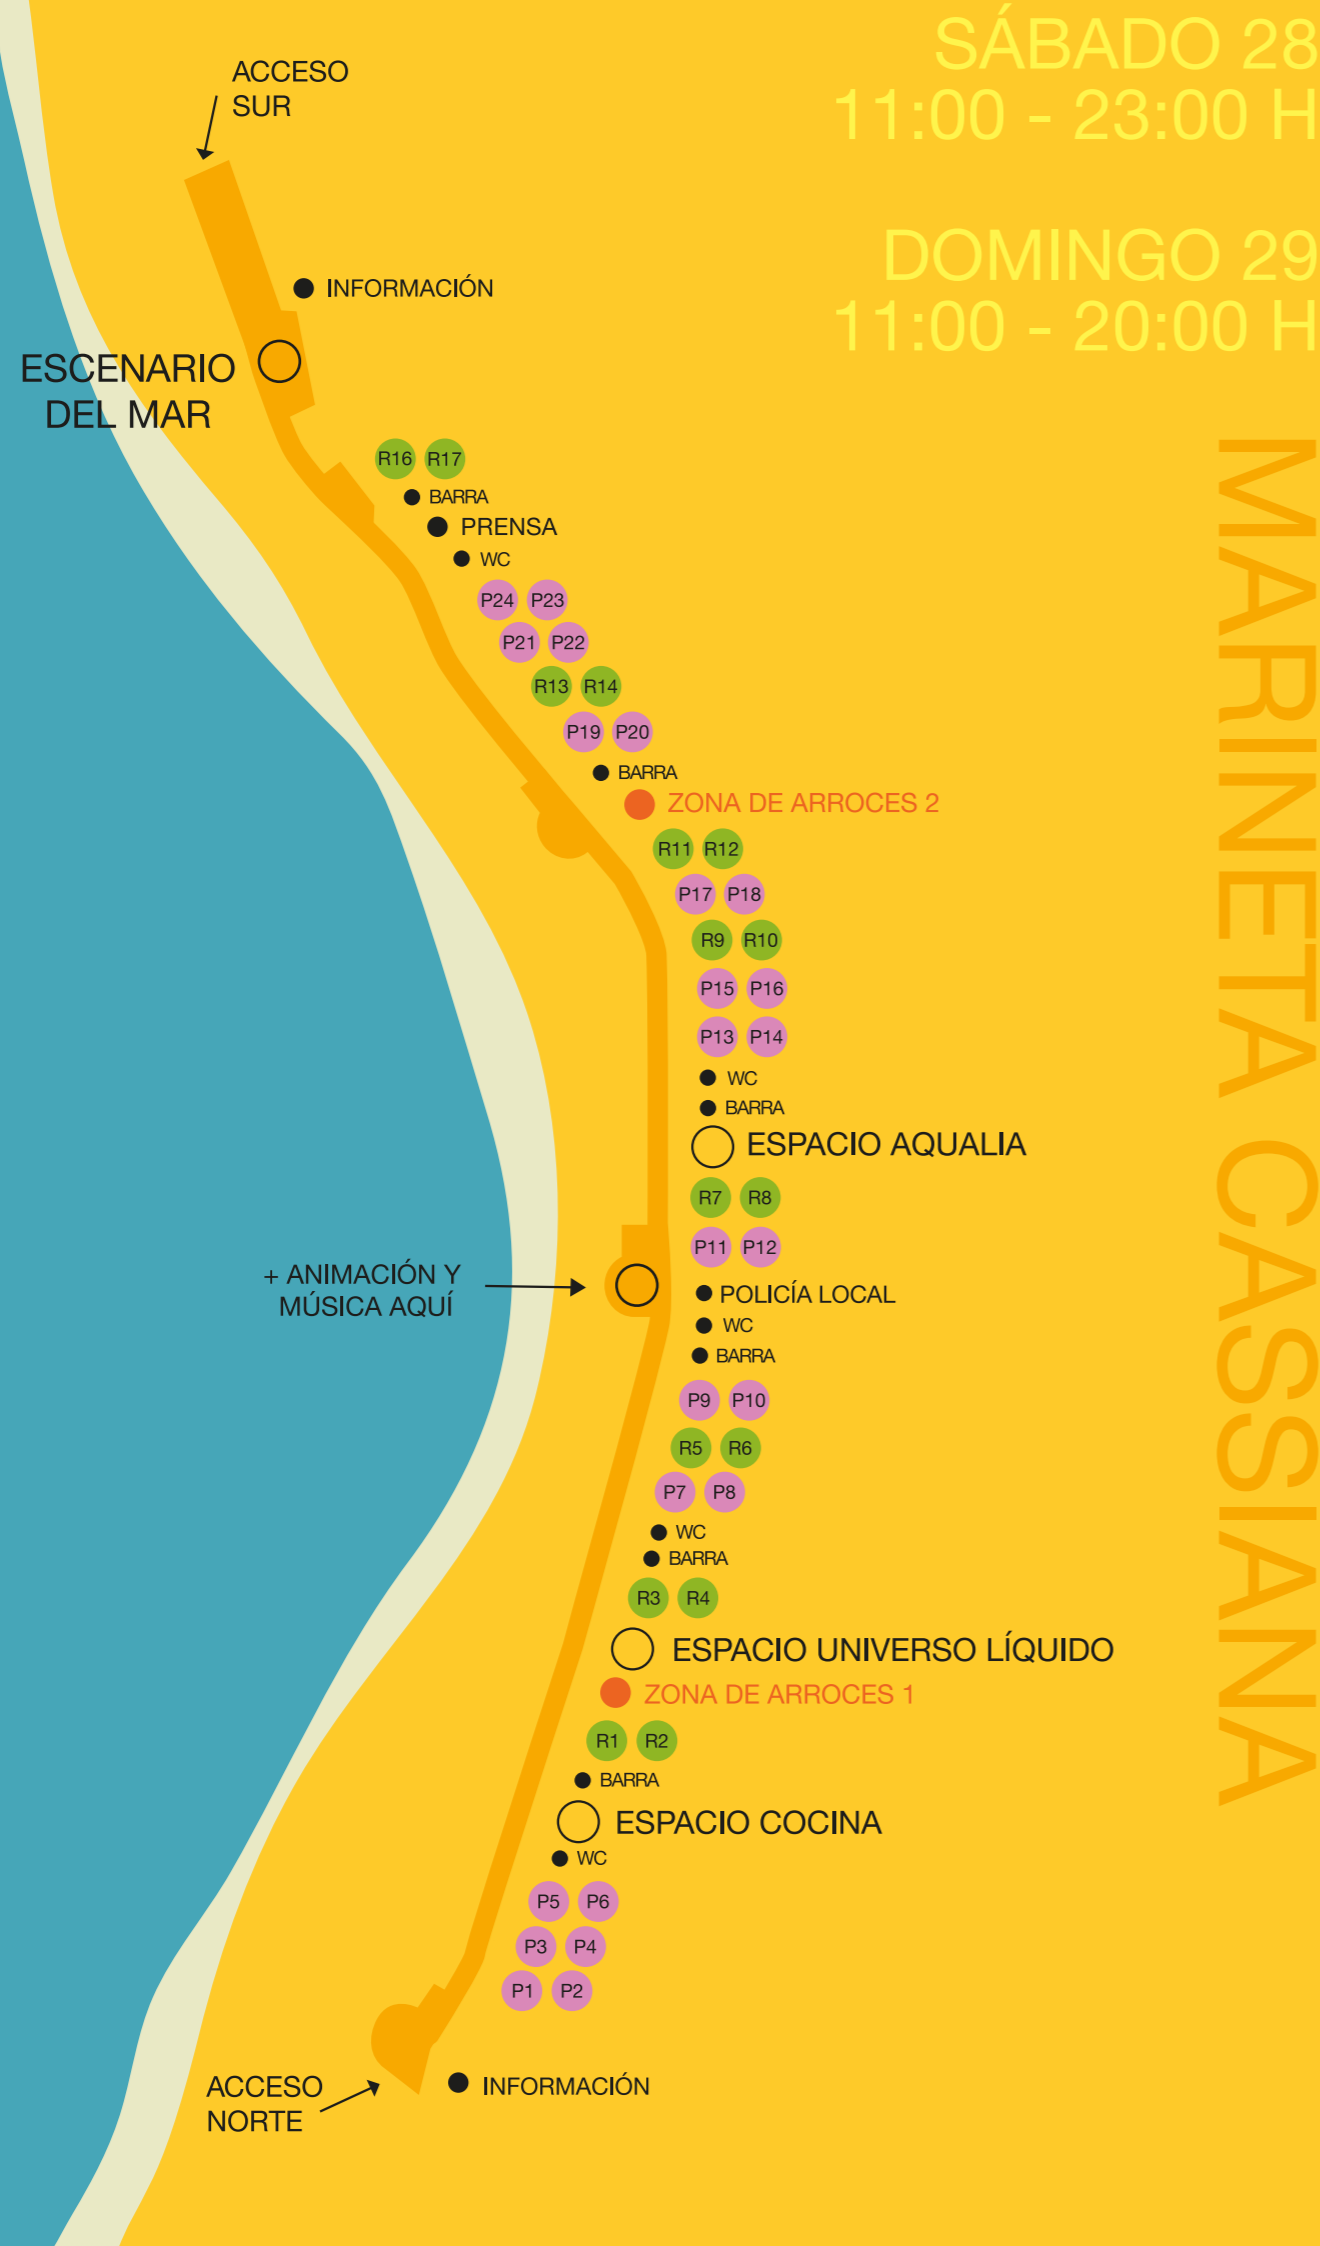 SÁBADO 28
11:00 - 23:00 H
DOMINGO 29
11:00 - 20:00 H
MARINETA CASSIANA
ACCESO
SUR
INFORMACIÓN
ESCENARIO
DEL MAR
R16 R17
BARRA
PRENSA
WC
P24 P23
P21 P22
R13 R14
P19 P20
BARRA
ZONA DE ARROCES 2
R11 R12
P17 P18
R9 R10
P15 P16
P13 P14
WC
BARRA
ESPACIO AQUALIA
R7 R8
P11 P12
+ ANIMACIÓN Y
MÚSICA AQUÍ
POLICÍA LOCAL
WC
BARRA
P9 P10
R5 R6
P7 P8
WC
BARRA
R3 R4
ESPACIO UNIVERSO LÍQUIDO
ZONA DE ARROCES 1
R1 R2
BARRA
ESPACIO COCINA
WC
P5 P6
P3 P4
P1 P2
ACCESO
NORTE
INFORMACIÓN